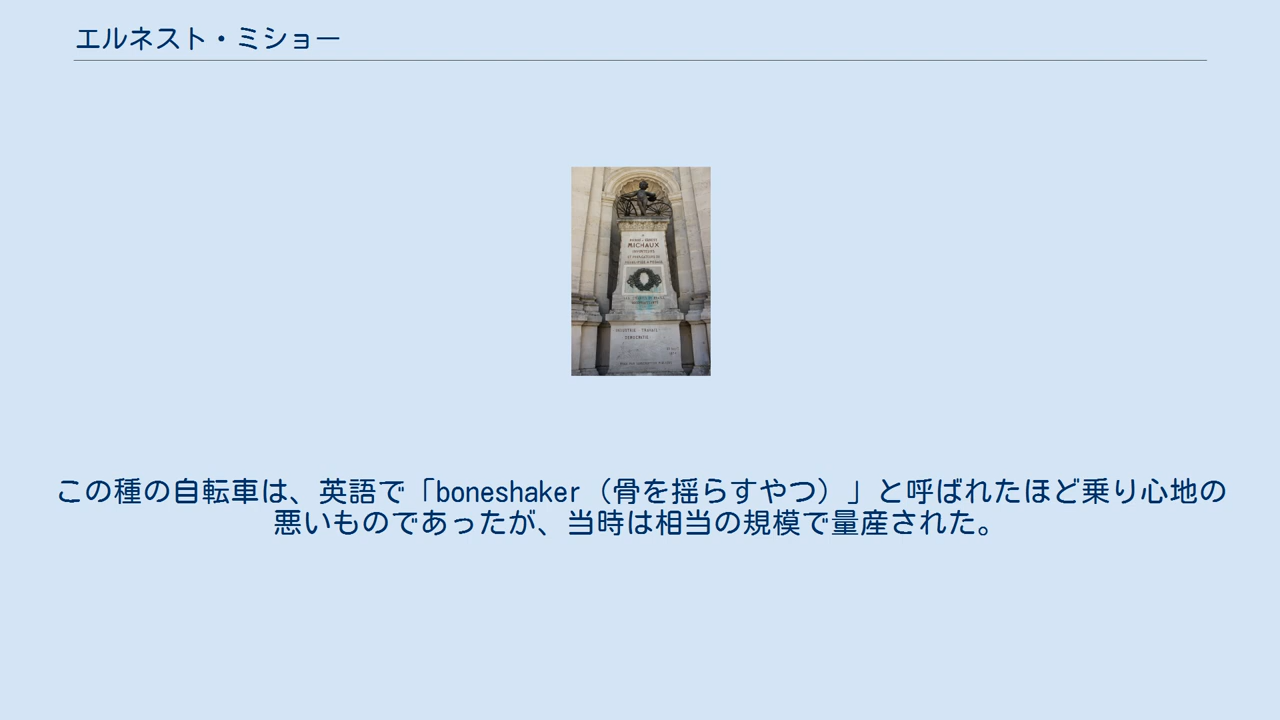 エルネスト・ミショー
MICHAUX
この種の自転車は、英語で「boneshaker（骨を揺らすやつ）」と呼ばれたほど乗り心地の
悪いものであったが、当時は相当の規模で量産された。